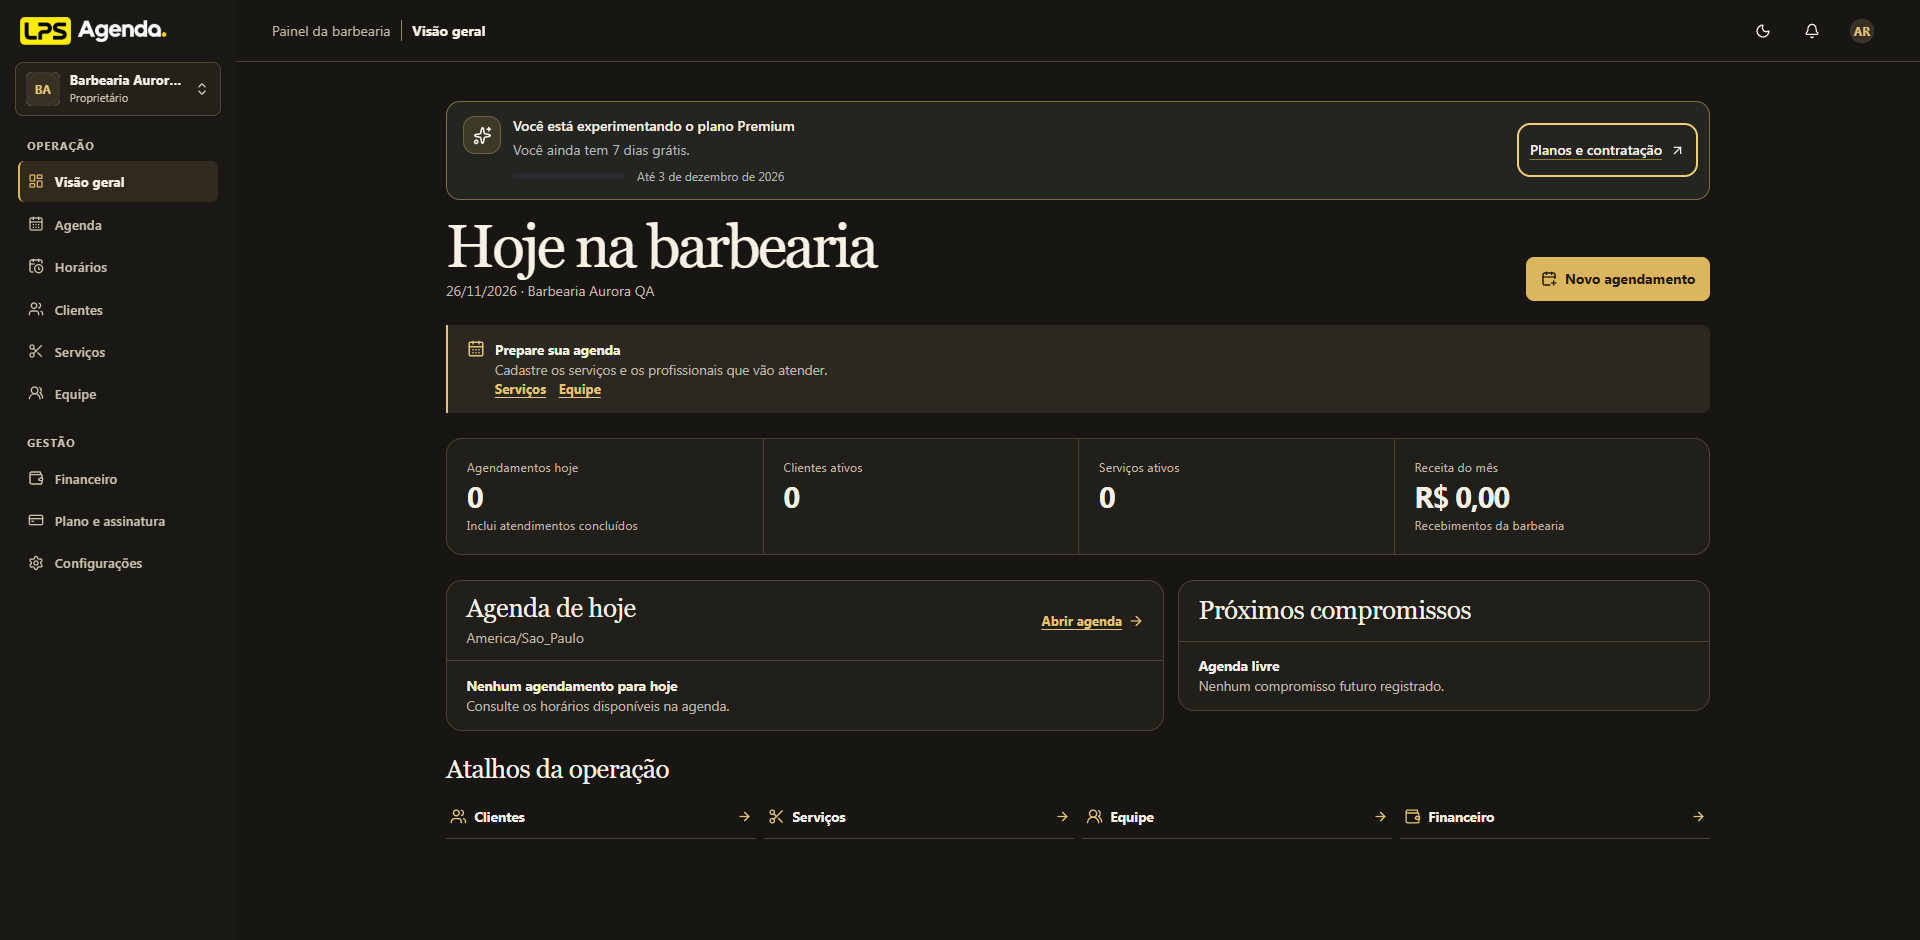 LPS Agenda.
BA
Barbearia Auror...
Proprietário
OPERAÇÃO
Visão geral
Agenda
Horários
Clientes
Serviços
Equipe
GESTÃO
Financeiro
Plano e assinatura
Configurações
Painel da barbearia
Visão geral
AR
Você está experimentando o plano Premium
Você ainda tem 7 dias grátis.
Até 3 de dezembro de 2026
Planos e contratação
Hoje na barbearia
26/11/2026 · Barbearia Aurora QA
Novo agendamento
Prepare sua agenda
Cadastre os serviços e os profissionais que vão atender.
Serviços Equipe
Agendamentos hoje
0
Inclui atendimentos concluídos
Clientes ativos
0
Serviços ativos
0
Receita do mês
R$ 0,00
Recebimentos da barbearia
Agenda de hoje
America/Sao_Paulo
Abrir agenda
Nenhum agendamento para hoje
Consulte os horários disponíveis na agenda.
Próximos compromissos
Agenda livre
Nenhum compromisso futuro registrado.
Atalhos da operação
Clientes
Serviços
Equipe
Financeiro